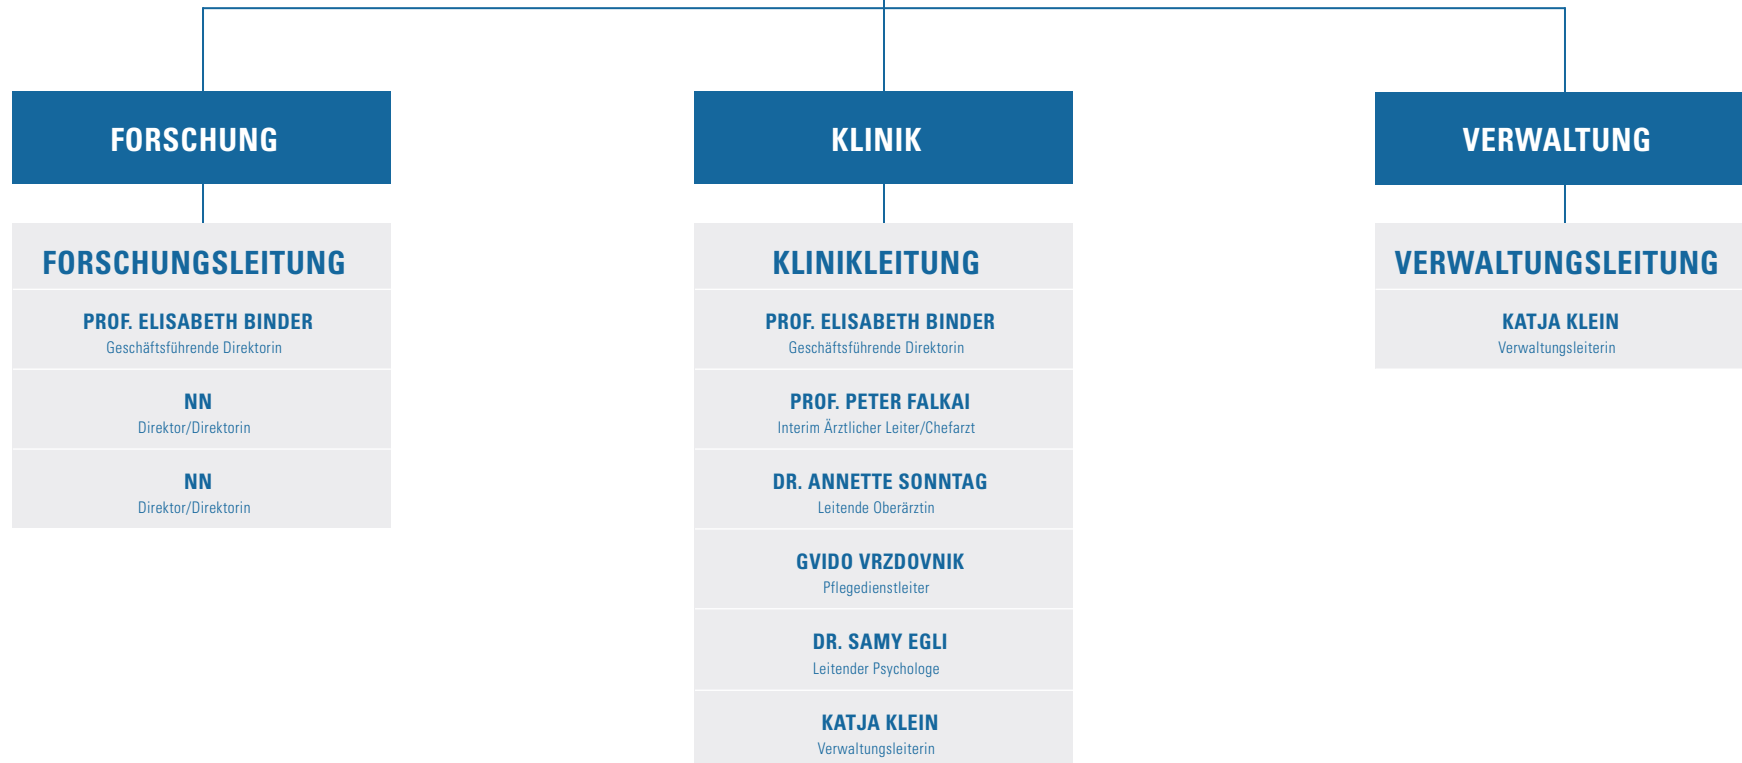 FORSCHUNG
FORSCHUNGSLEITUNG
PROF. ELISABETH BINDER
Geschäftsführende Direktorin
NN
Direktor/Direktorin
NN
Direktor/Direktorin
KLINIK
KLINIKLEITUNG
PROF. ELISABETH BINDER
Geschäftsführende Direktorin
PROF. PETER FALKAI
Interim Ärztlicher Leiter/Chefarzt
DR. ANNETTE SONNTAG
Leitende Oberärztin
GVIDO VRZDOVNIK
Pflegedienstleiter
DR. SAMY EGLI
Leitender Psychologe
KATJA KLEIN
Verwaltungsleiterin
VERWALTUNG
VERWALTUNGSLEITUNG
KATJA KLEIN
Verwaltungsleiterin